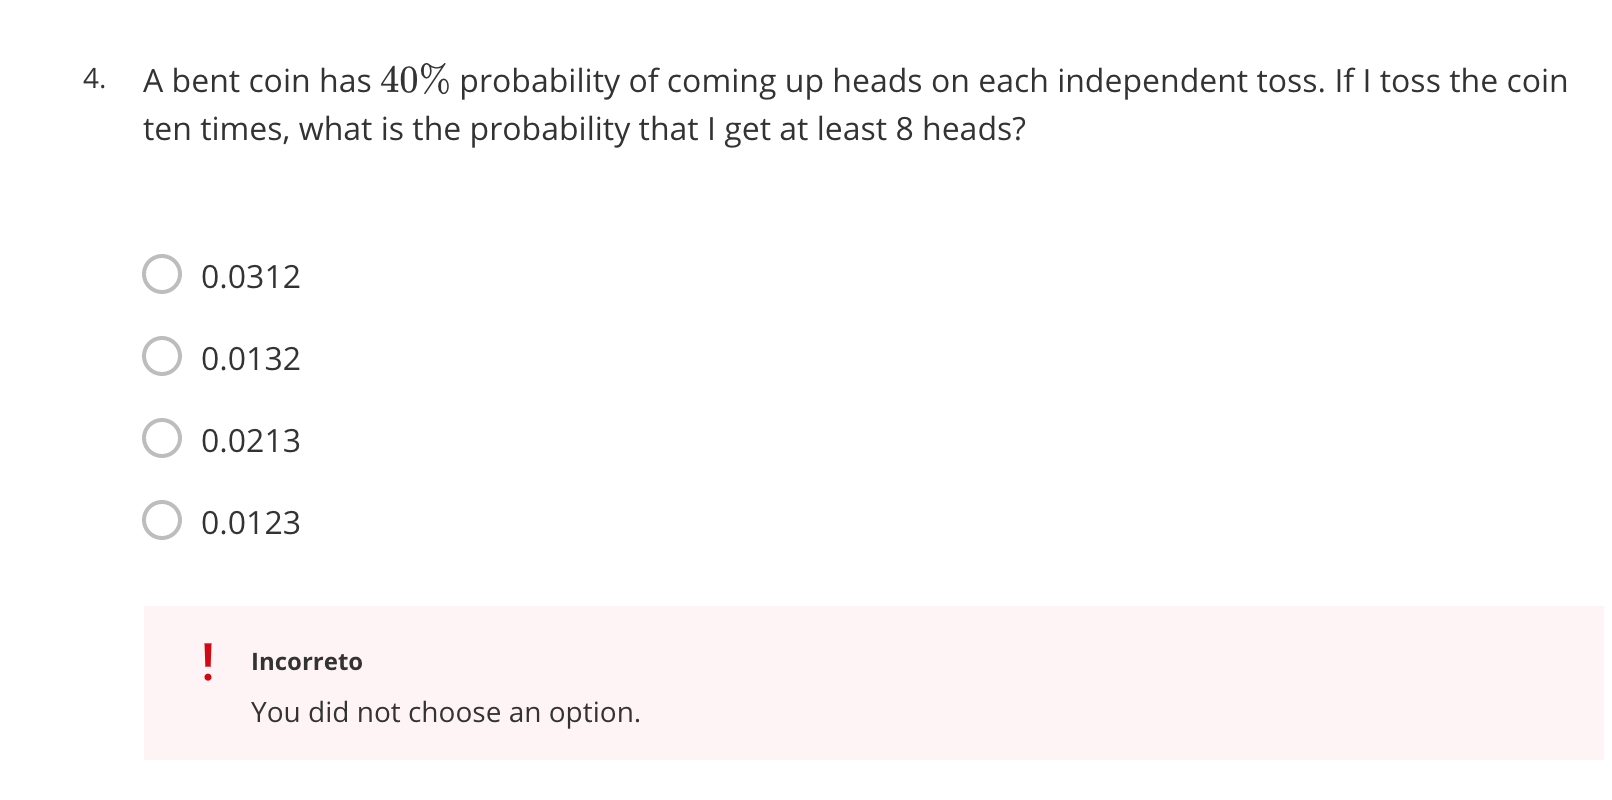 4. A bent coin has 40% probability of coming up heads on each independent toss. If I toss the coin
ten times, what is the probability that I get at least 8 heads?
0.0312
0.0132
0.0213
0.0123
! Incorreto
You did not choose an option.